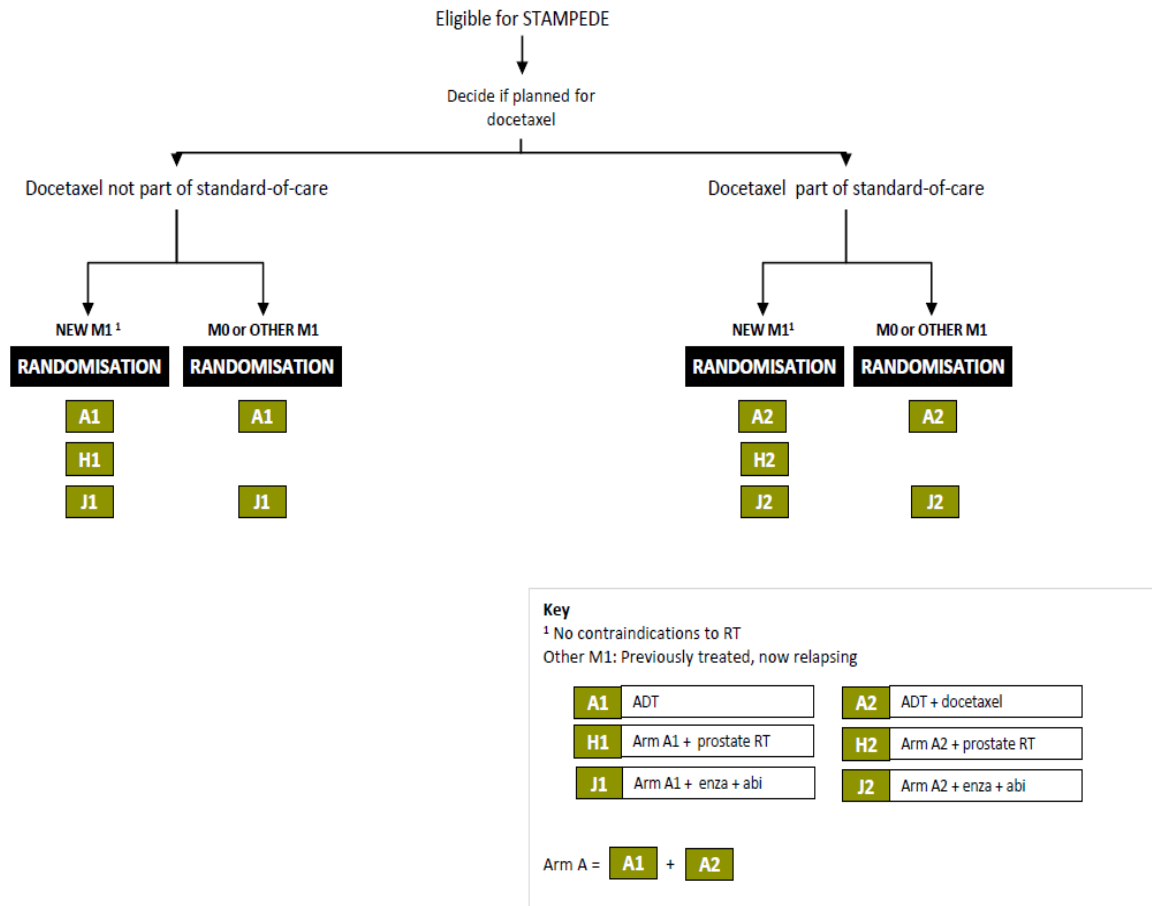 Eligible for STAMPEDE
Decide if planned for
docetaxel
Docetaxel not part of standard-of-care
Docetaxel part of standard-of-care
NEW M1 ¹
M0 or OTHER M1
NEW M1¹
M0 or OTHER M1
RANDOMISATION
RANDOMISATION
RANDOMISATION
RANDOMISATION
A1
A1
A2
A2
H1
H2
J1
J1
J2
J2
Key
¹ No contraindications to RT
Other M1: Previously treated, now relapsing
A1 ADT
A2 ADT + docetaxel
H1 Arm A1 + prostate RT
H2 Arm A2 + prostate RT
J1 Arm A1 + enza + abi
J2 Arm A2 + enza + abi
Arm A = A1 + A2